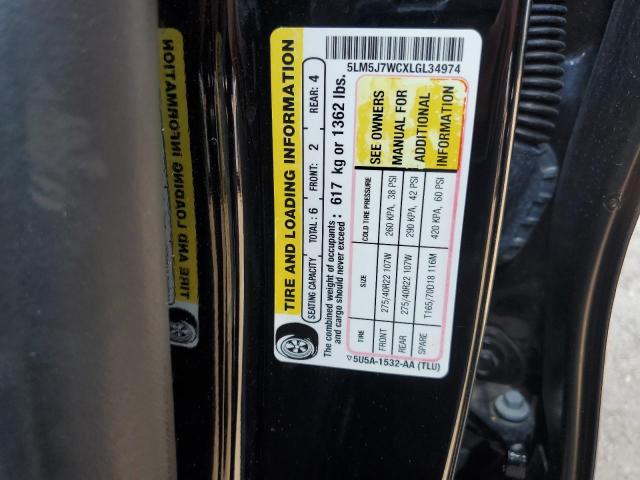 TIRE AND LOADING INFORMATION
SEATING CAPACITY TOTAL: 6 FRONT: 2 REAR: 4
The combined weight of occupants : 617 kg or 1362 lbs.
and cargo should never exceed
5LM5J7WCXLGL34974
TIRE SIZE COLD TIRE PRESSURE
FRONT 275/40R22 107W 260 KPA, 38 PSI
REAR 275/40R22 107W 290 KPA, 42 PSI
SPARE T165/70D18 116M 420 KPA, 60 PSI
SEE OWNERS
MANUAL FOR
ADDITIONAL
INFORMATION
▽5U5A-1532-AA (TLU)
TIRE AND LOADING INFORMATION